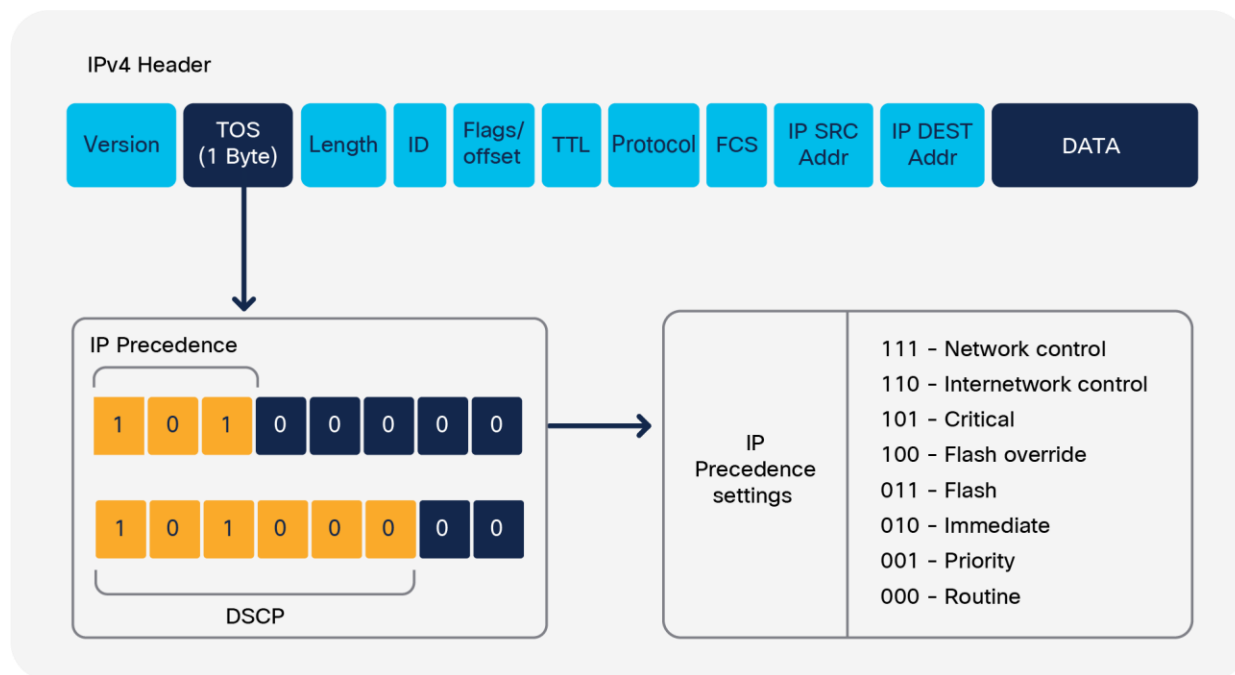 IPv4 Header
Version
TOS
(1 Byte)
Length
ID
Flags/
offset
TTL
Protocol
FCS
IP SRC
Addr
IP DEST
Addr
DATA
IP Precedence
1 0 1 0 0 0 0 0
1 0 1 0 0 0 0 0
DSCP
IP
Precedence
settings
111 - Network control
110 - Internetwork control
101 - Critical
100 - Flash override
011 - Flash
010 - Immediate
001 - Priority
000 - Routine